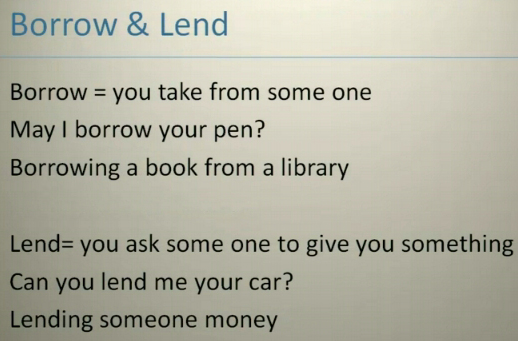 Borrow & Lend
Borrow = you take from some one
May I borrow your pen?
Borrowing a book from a library
Lend= you ask some one to give you something
Can you lend me your car?
Lending someone money